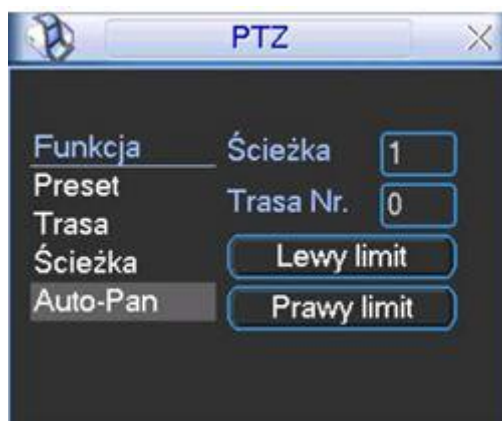 PTZ
Funkcja
Preset
Trasa
Ścieżka
Auto-Pan
Ścieżka 1
Trasa Nr. 0
Lewy limit
Prawy limit